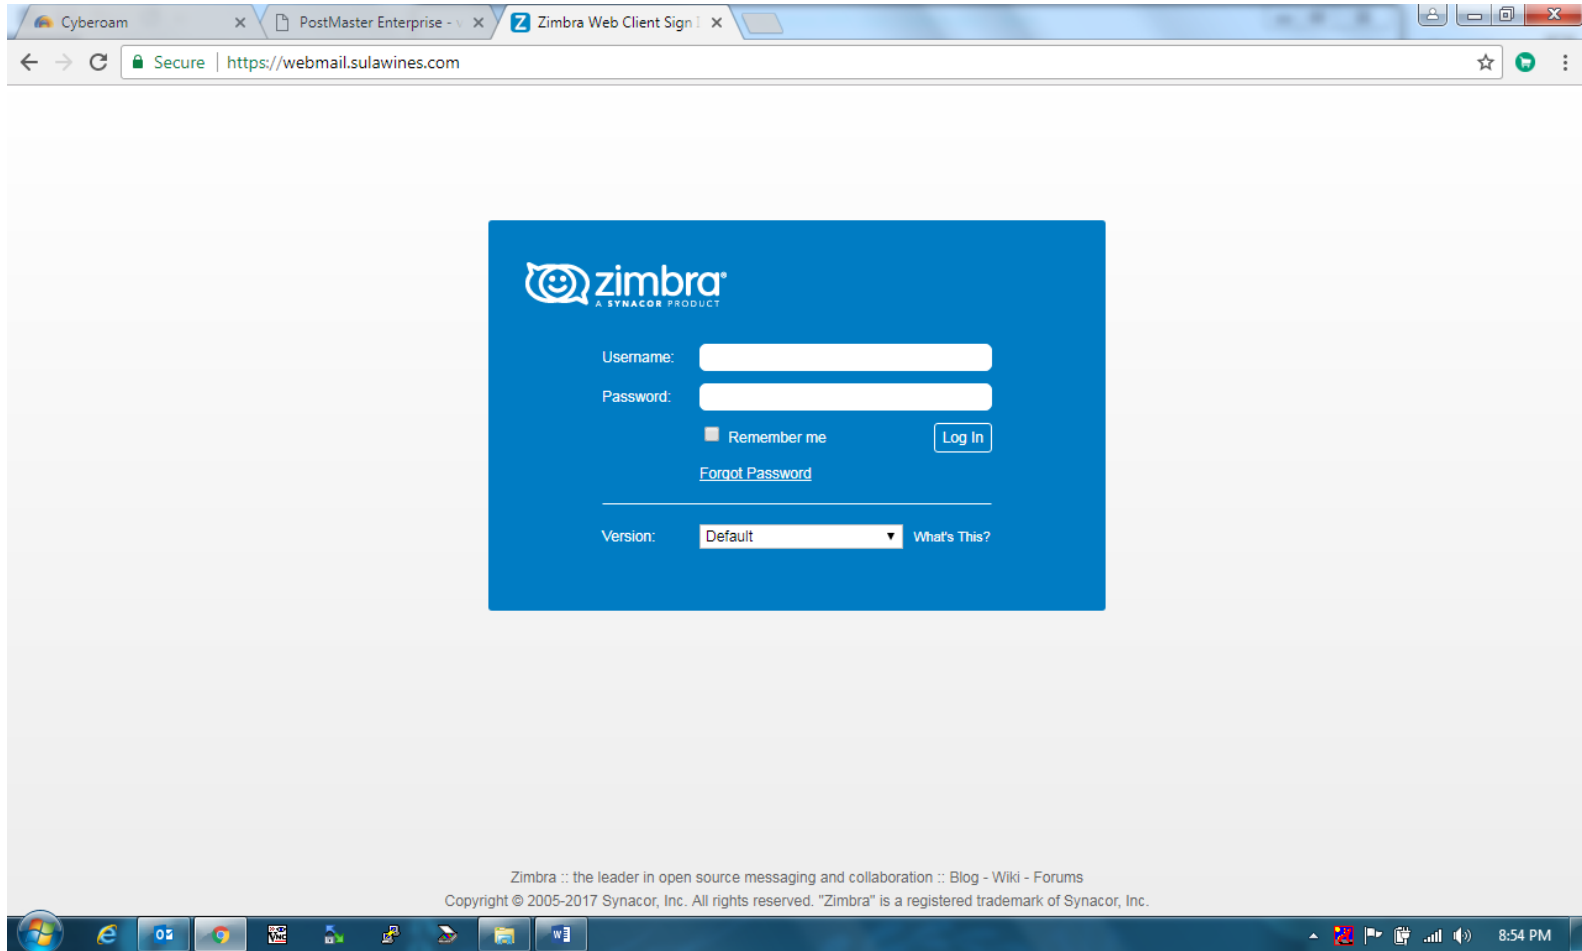 Cyberoam
PostMaster Enterprise - v
Zimbra Web Client Sign I
Secure | https://webmail.sulawines.com
zimbra®
A SYNACOR PRODUCT
Username:
Password:
Remember me
Log In
Forgot Password
Version:
Default
What's This?
Zimbra :: the leader in open source messaging and collaboration :: Blog - Wiki - Forums
Copyright © 2005-2017 Synacor, Inc. All rights reserved. "Zimbra" is a registered trademark of Synacor, Inc.
8:54 PM